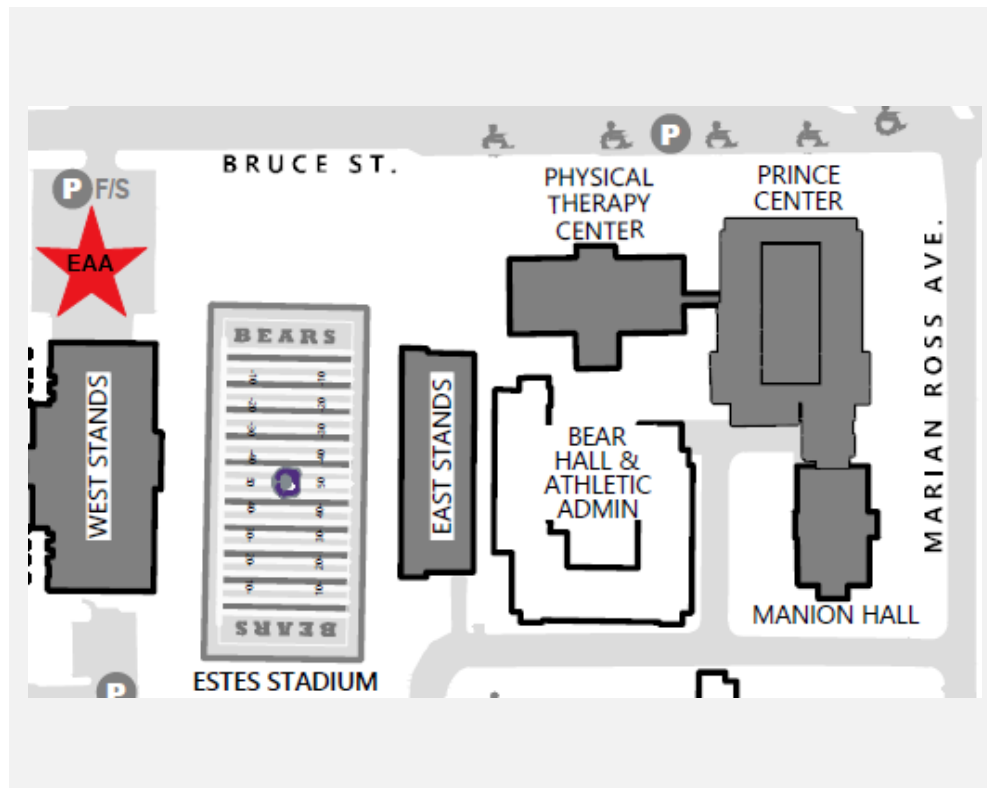 BRUCE ST.
P F/S
P
EAA
PHYSICAL
THERAPY
CENTER
PRINCE
CENTER
MARIAN ROSS AVE.
BEARS
WEST STANDS
EAST STANDS
BEAR
HALL &
ATHLETIC
ADMIN
MANION HALL
BEARS
ESTES STADIUM
P